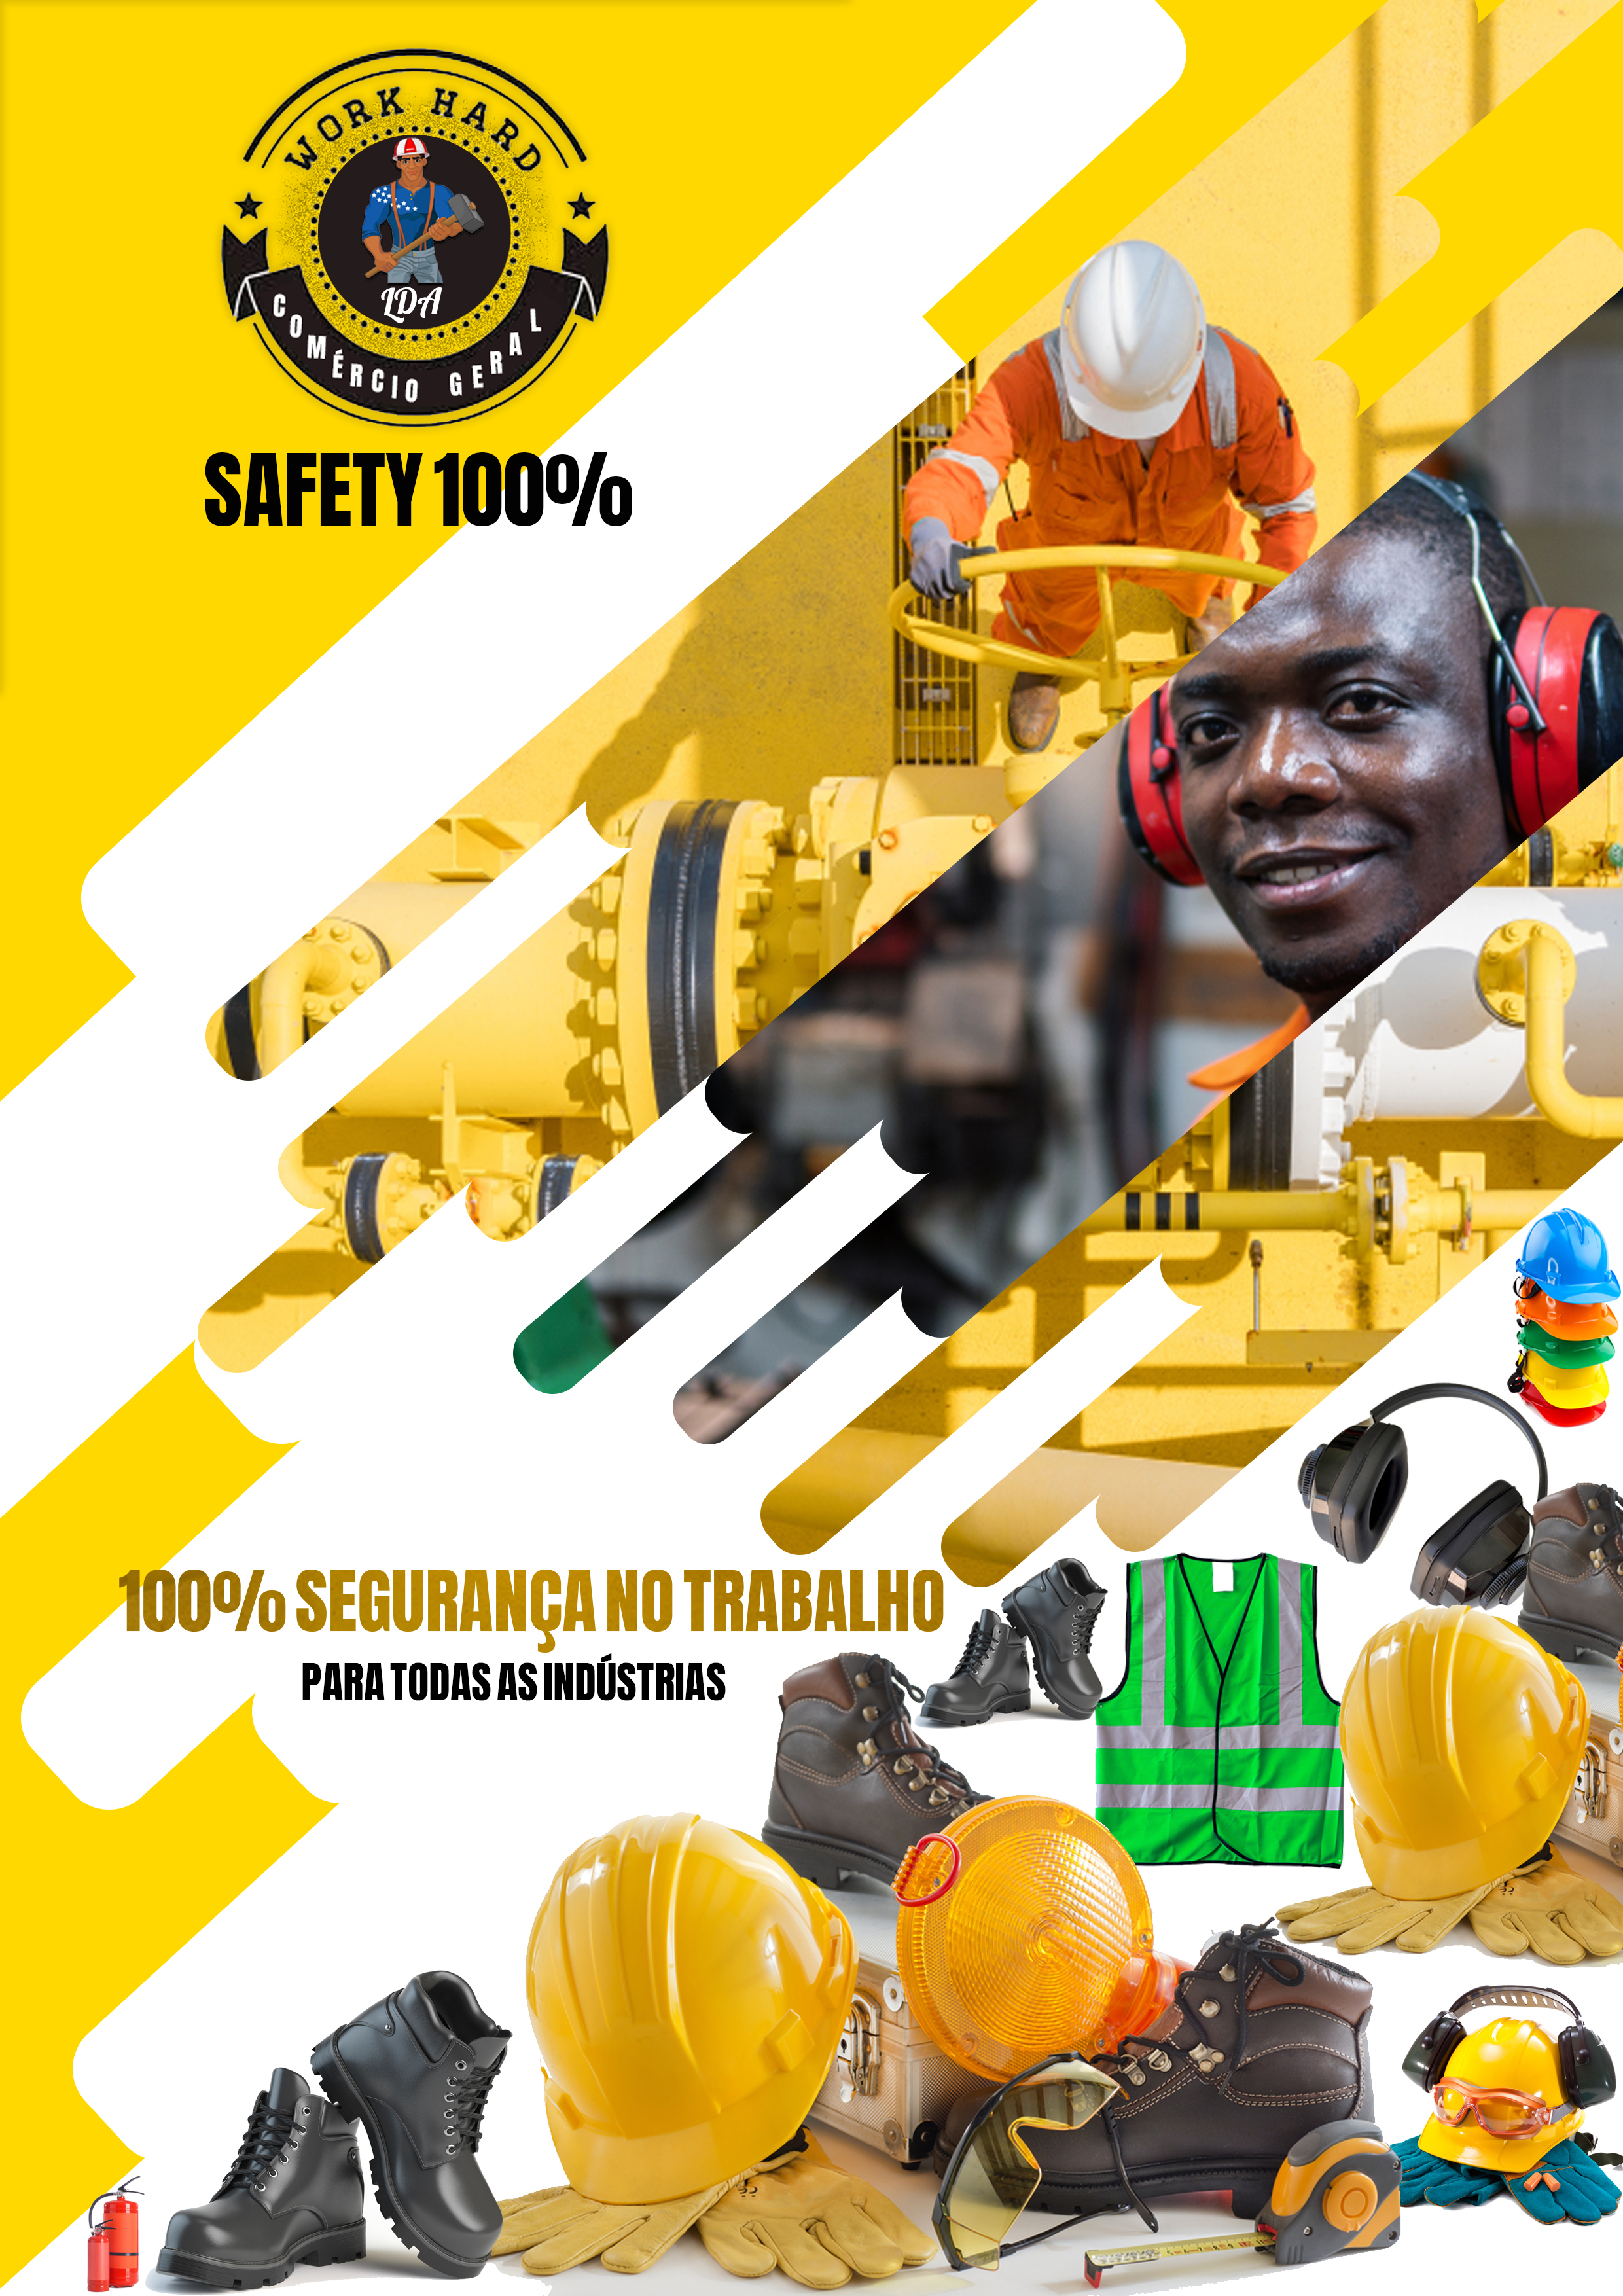 WORK HARD
LDA
COMÉRCIO GERAL
SAFETY 100%
100% SEGURANÇA NO TRABALHO
PARA TODAS AS INDÚSTRIAS